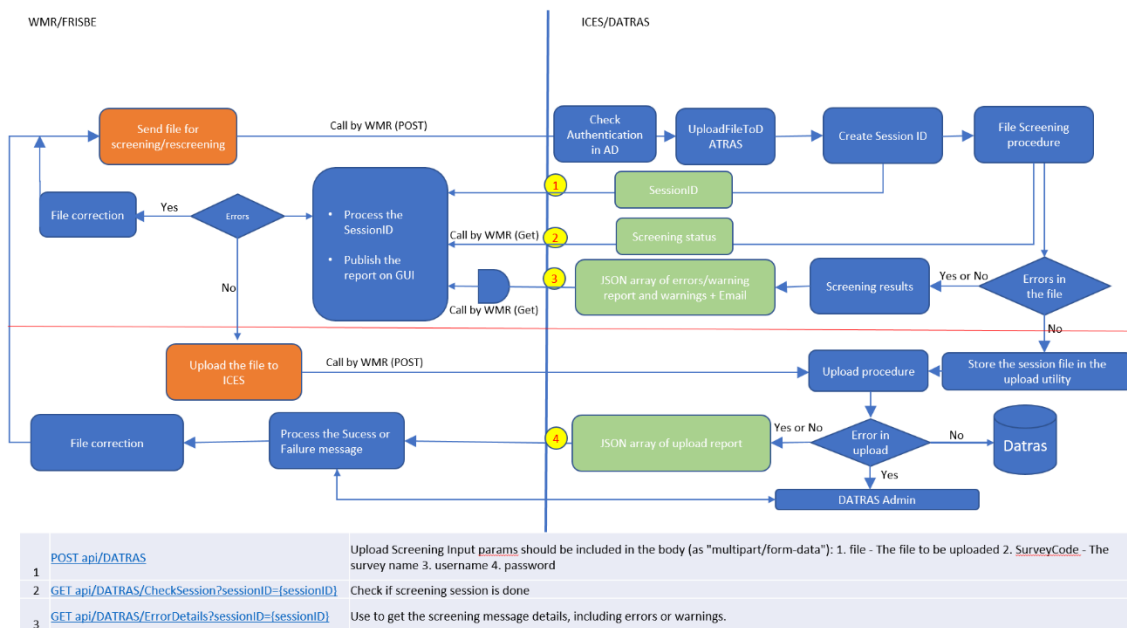 WMR/FRISBE
ICES/DATRAS
Send file for
screening/rescreening
Call by WMR (POST)
Check
Authentication
in AD
UploadFileToD
ATRAS
Create Session ID
File Screening
procedure
File correction
Yes
Errors
• Process the
SessionID
• Publish the
report on GUI
1
SessionID
Call by WMR (Get)
2
Screening status
No
3
Call by WMR (Get)
JSON array of errors/warning
report and warnings + Email
Screening results
Yes or No
Errors in
the file
No
Upload the file to
ICES
Call by WMR (POST)
Upload procedure
Store the session file in the
upload utility
File correction
Process the Sucess or
Failure message
4
JSON array of upload report
Yes or No
Error in
upload
No
Datras
Yes
DATRAS Admin
1 POST api/DATRAS Upload Screening Input params should be included in the body (as "multipart/form-data"): 1. file - The file to be uploaded 2. SurveyCode - The
survey name 3. username 4. password
2 GET api/DATRAS/CheckSession?sessionID={sessionID} Check if screening session is done
3 GET api/DATRAS/ErrorDetails?sessionID={sessionID} Use to get the screening message details, including errors or warnings.